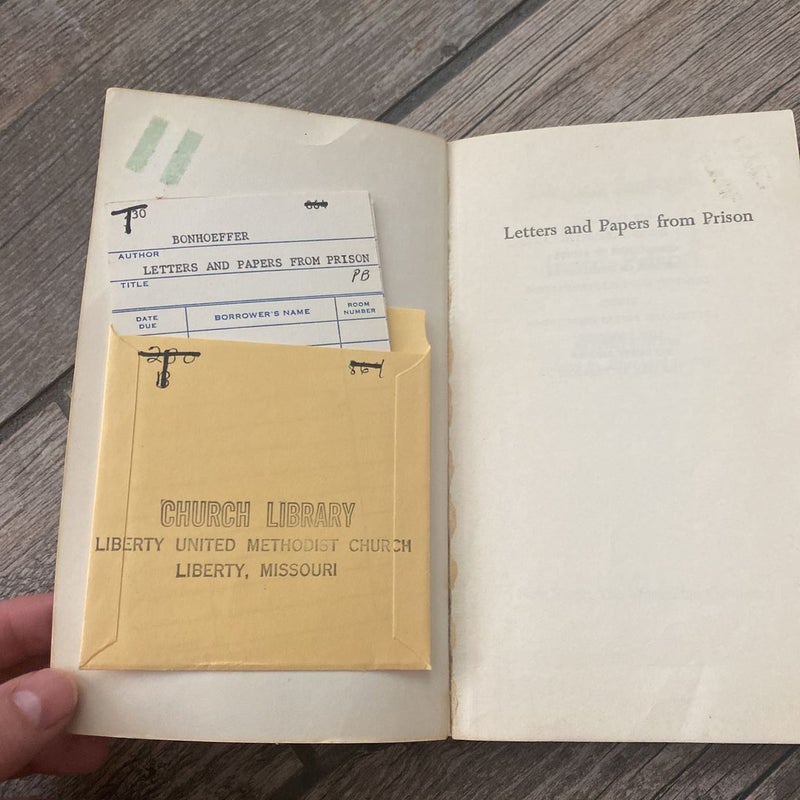 BONHOEFFER
AUTHOR
LETTERS AND PAPERS FROM PRISON
TITLE
PB
DATE DUE
BORROWER'S NAME
ROOM NUMBER
CHURCH LIBRARY
LIBERTY UNITED METHODIST CHURCH
LIBERTY, MISSOURI
Letters and Papers from Prison